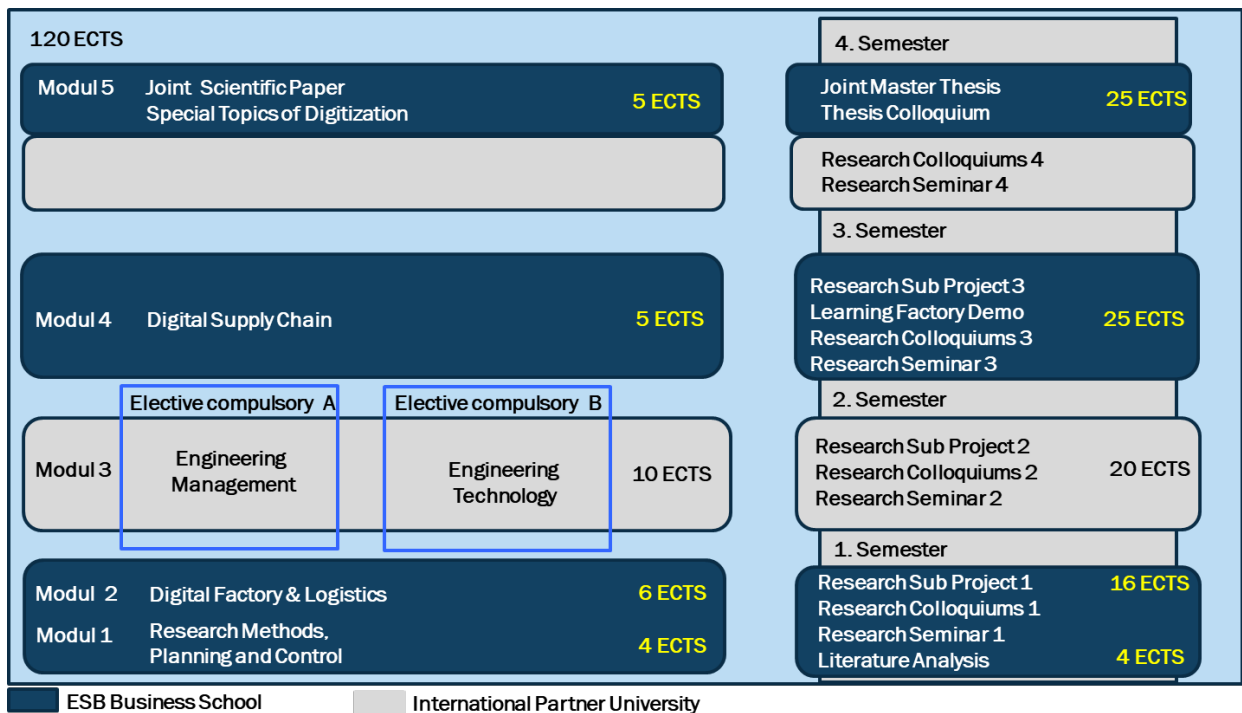 120 ECTS
4. Semester
Modul 5
Joint Scientific Paper
Special Topics of Digitization
5 ECTS
Joint Master Thesis
Thesis Colloquium
25 ECTS
Research Colloquiums 4
Research Seminar 4
3. Semester
Modul 4
Digital Supply Chain
5 ECTS
Research Sub Project 3
Learning Factory Demo
Research Colloquiums 3
Research Seminar 3
25 ECTS
Elective compulsory A
Elective compulsory B
2. Semester
Modul 3
Engineering
Management
Engineering
Technology
10 ECTS
Research Sub Project 2
Research Colloquiums 2
Research Seminar 2
20 ECTS
1. Semester
Modul 2
Digital Factory & Logistics
6 ECTS
Modul 1
Research Methods,
Planning and Control
4 ECTS
Research Sub Project 1
16 ECTS
Research Colloquiums 1
Research Seminar 1
Literature Analysis
4 ECTS
ESB Business School
International Partner University